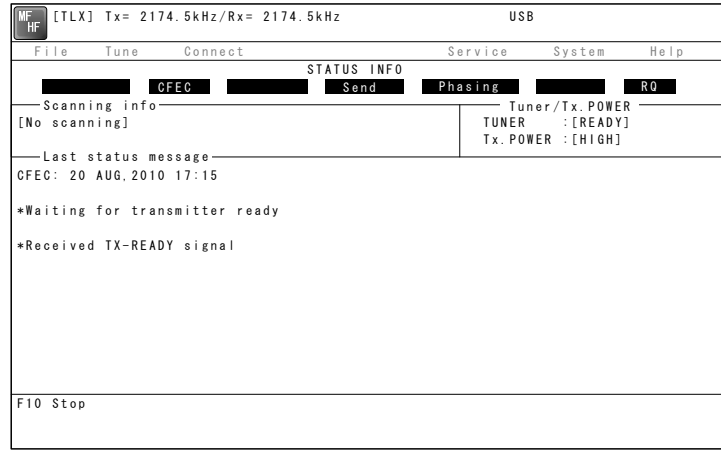 MF HF [TLX] Tx= 2174.5kHz/Rx= 2174.5kHz USB
File Tune Connect Service System Help
STATUS INFO
CFEC Send Phasing RQ
Scanning info Tuner/Tx.POWER
[No scanning] TUNER :[READY]
Tx.POWER :[HIGH]
Last status message
CFEC: 20 AUG,2010 17:15
*Waiting for transmitter ready
*Received TX-READY signal
F10 Stop